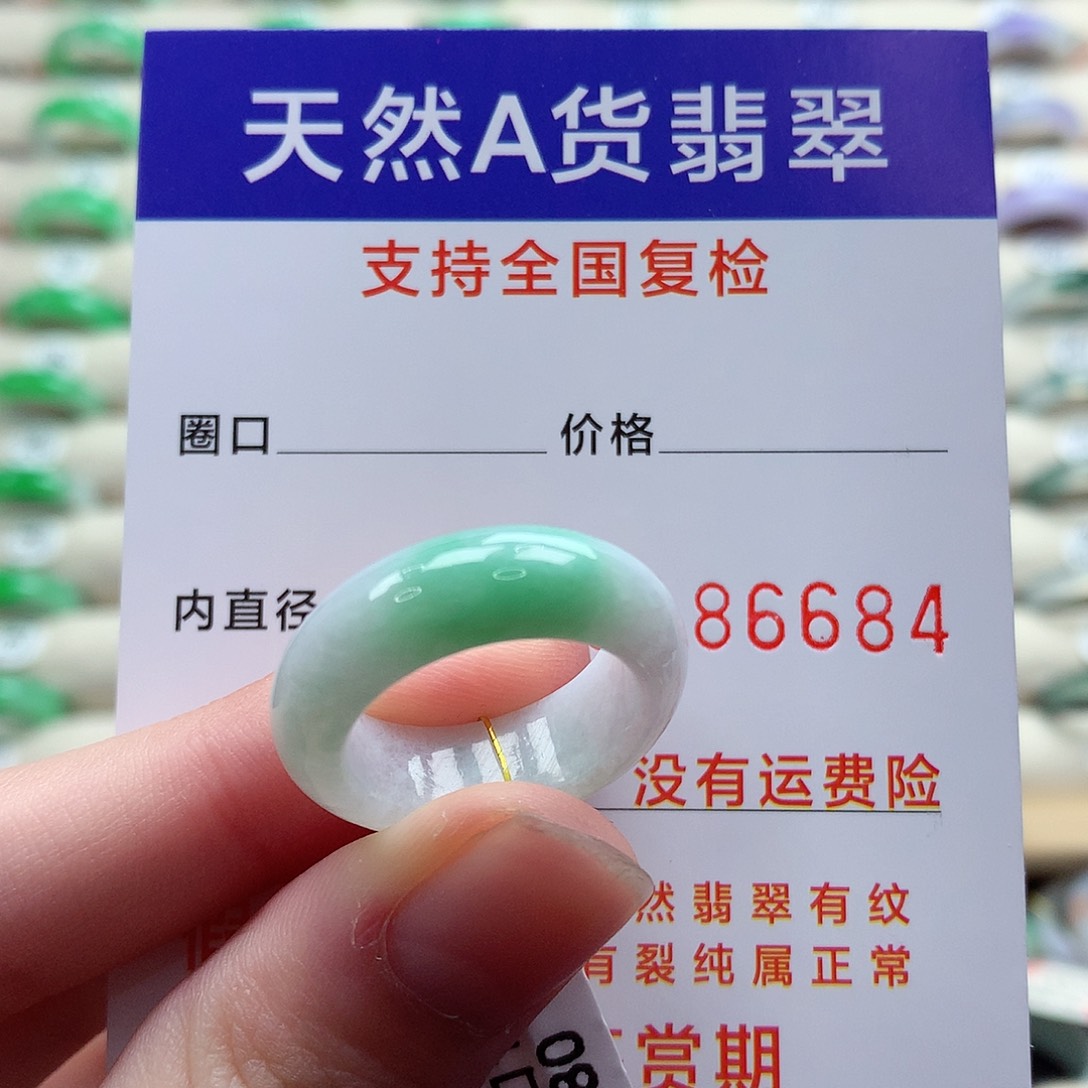 天然A货翡翠
支持全国复检
圈口 价格
内直径 86684
没有运费险
然翡翠有纹
有裂纯属正常
赏期
80